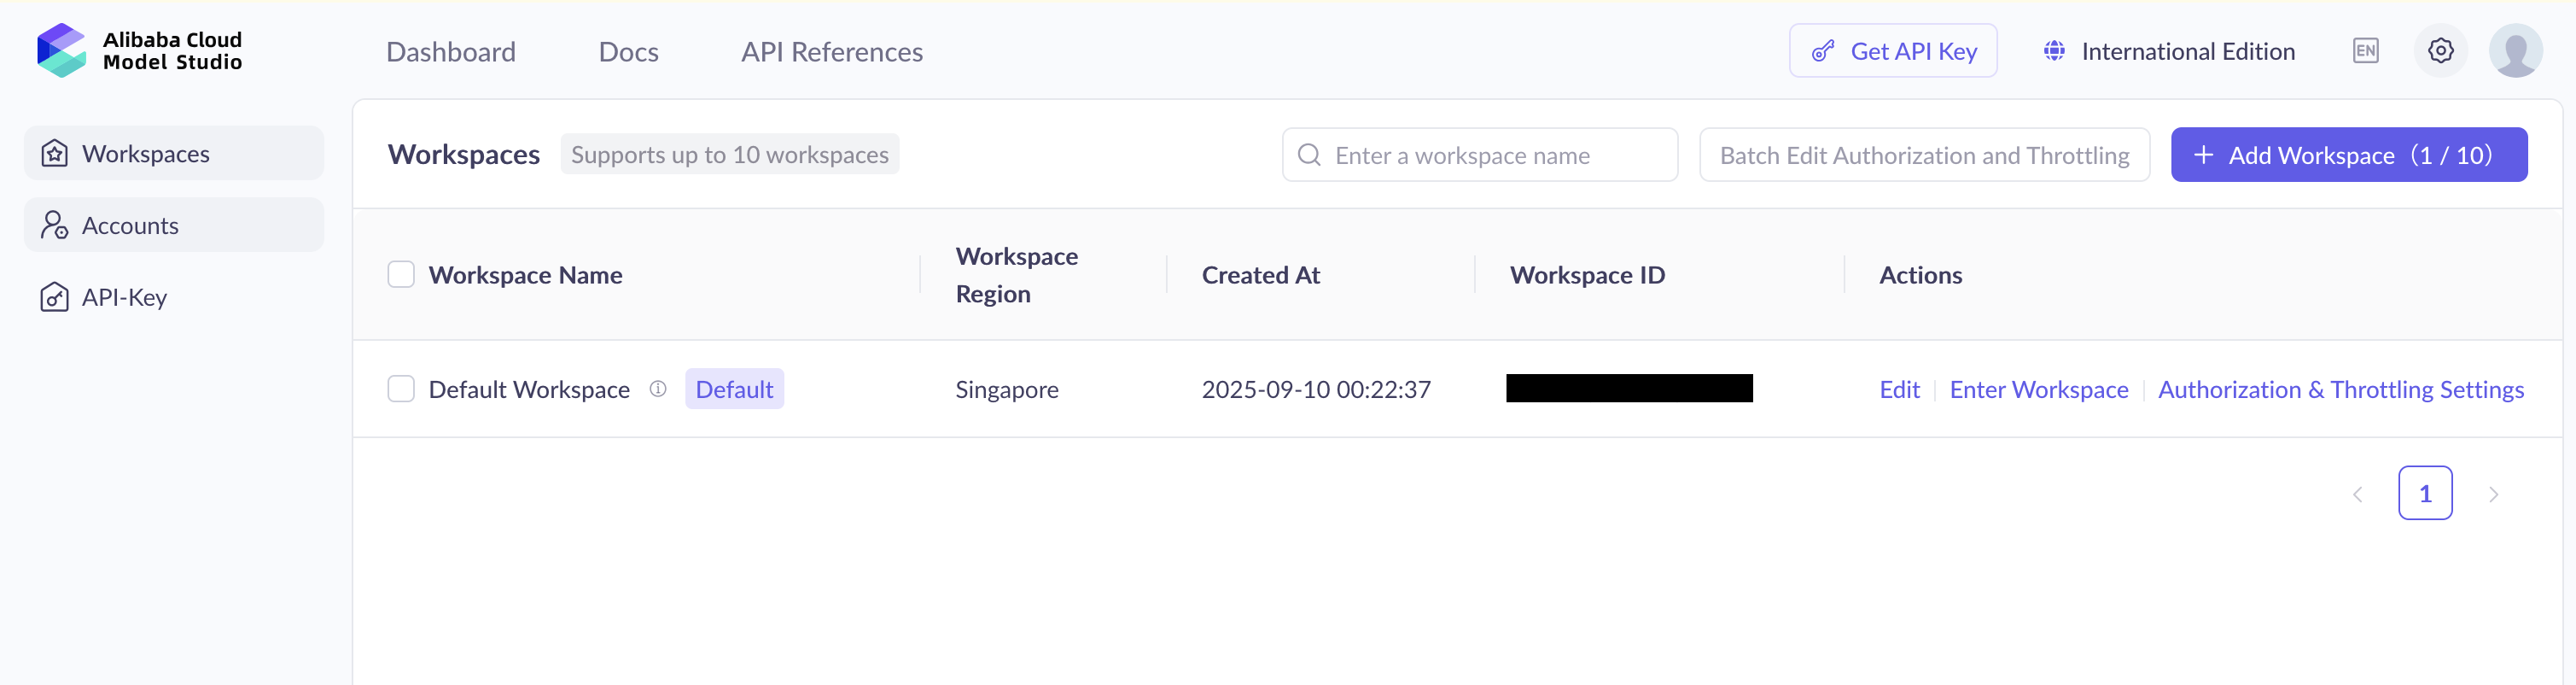 Alibaba Cloud
Model Studio
Dashboard
Docs
API References
Get API Key
International Edition
EN
Workspaces
Accounts
API-Key
Workspaces
Supports up to 10 workspaces
Enter a workspace name
Batch Edit Authorization and Throttling
Add Workspace（1 / 10）
Workspace Name
Workspace
Region
Created At
Workspace ID
Actions
Default Workspace
Default
Singapore
2025-09-10 00:22:37
Edit
Enter Workspace
Authorization & Throttling Settings
1